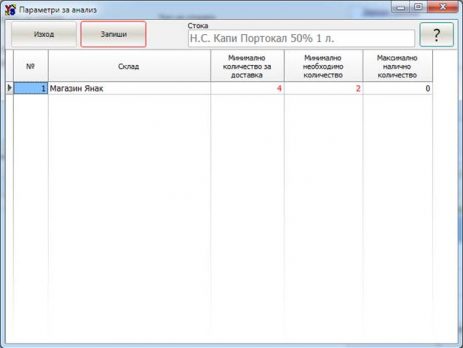 Параметри за анализ
Изход
Запиши
Стока
Н.С. Капи Портокал 50% 1 л.
?
№
Склад
Минимално количество за доставка
Минимално необходимо количество
Максимално налично количество
1 Магазин Янак 4 2 0